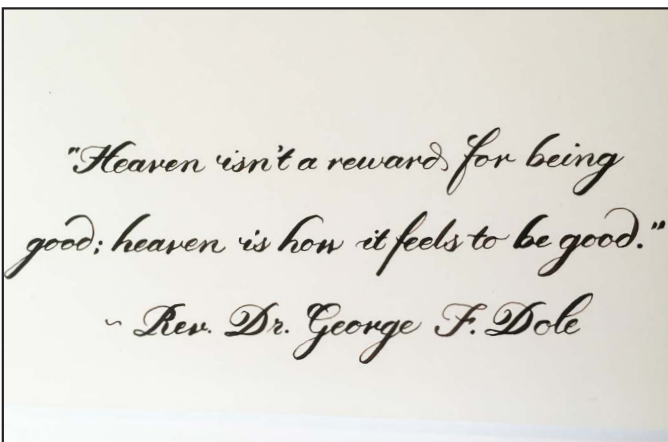 "Heaven isn't a reward for being
good; heaven is how it feels to be good."
~ Rev. Dr. George F. Dole